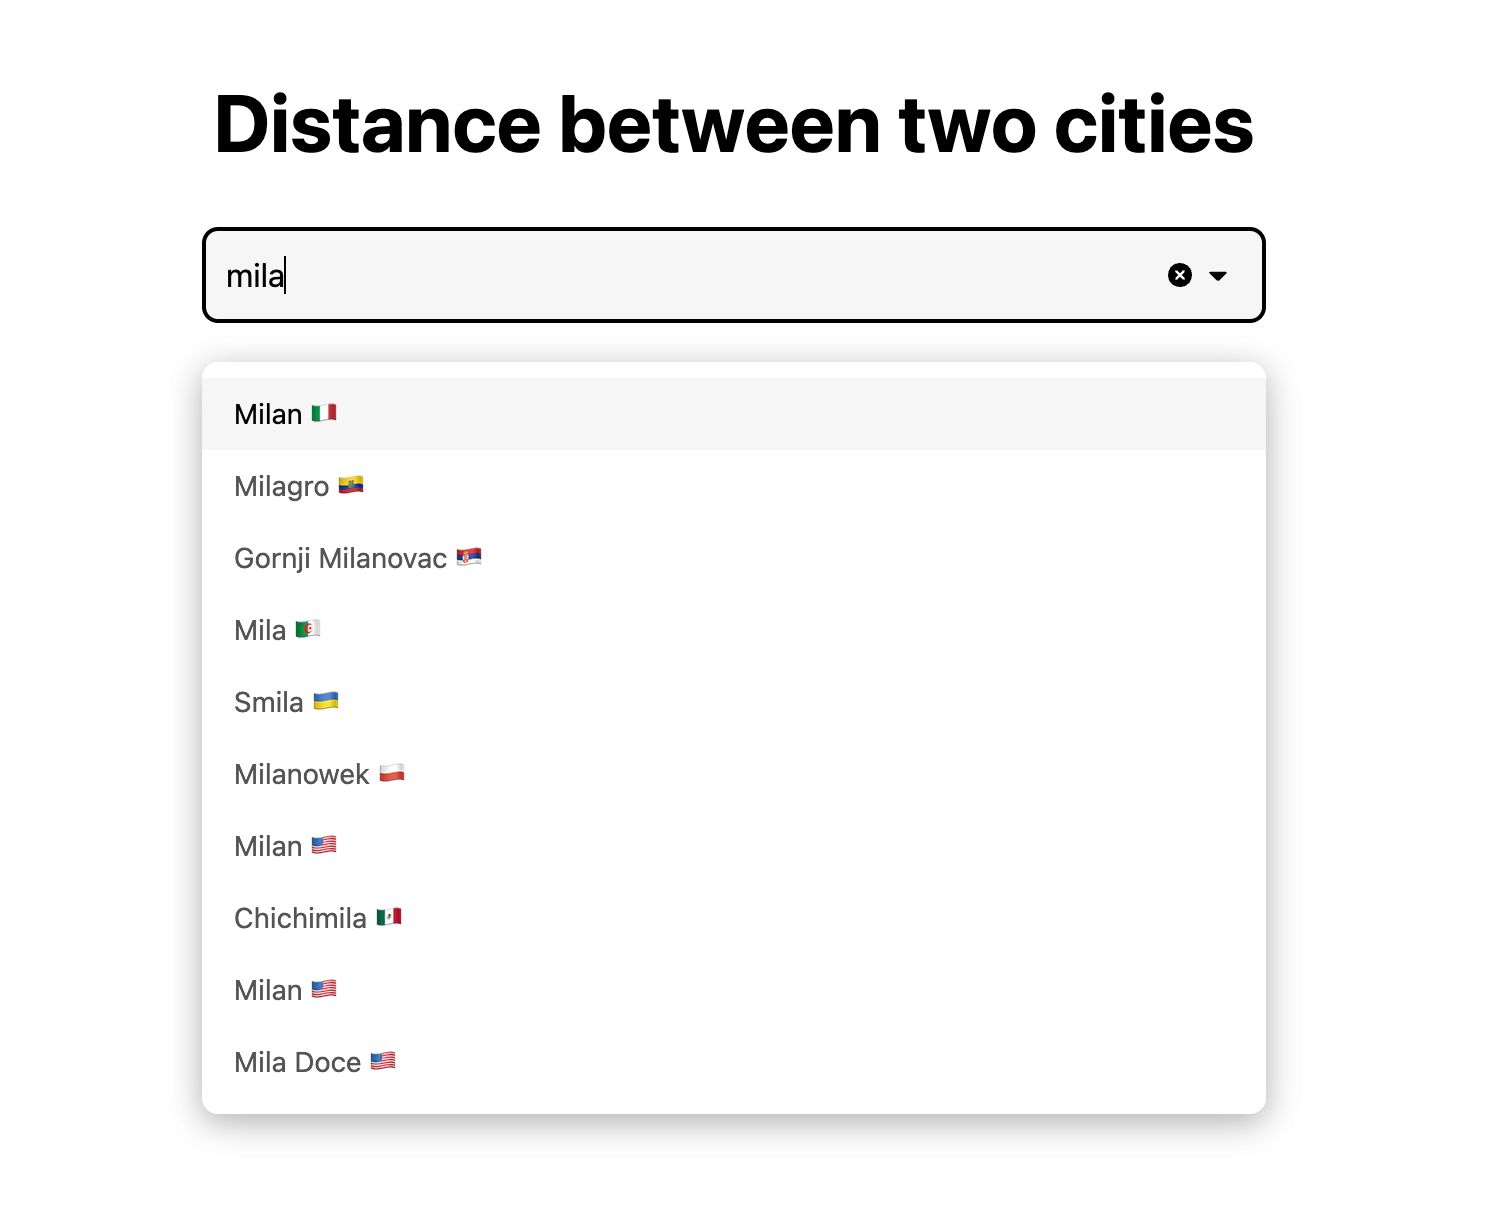 Distance between two cities
mila
Milan 🇮🇹
Milagro 🇪🇨
Gornji Milanovac 🇷🇸
Mila 🇩🇿
Smila 🇺🇦
Milanowek 🇵🇱
Milan 🇺🇸
Chichimila 🇲🇽
Milan 🇺🇸
Mila Doce 🇺🇸